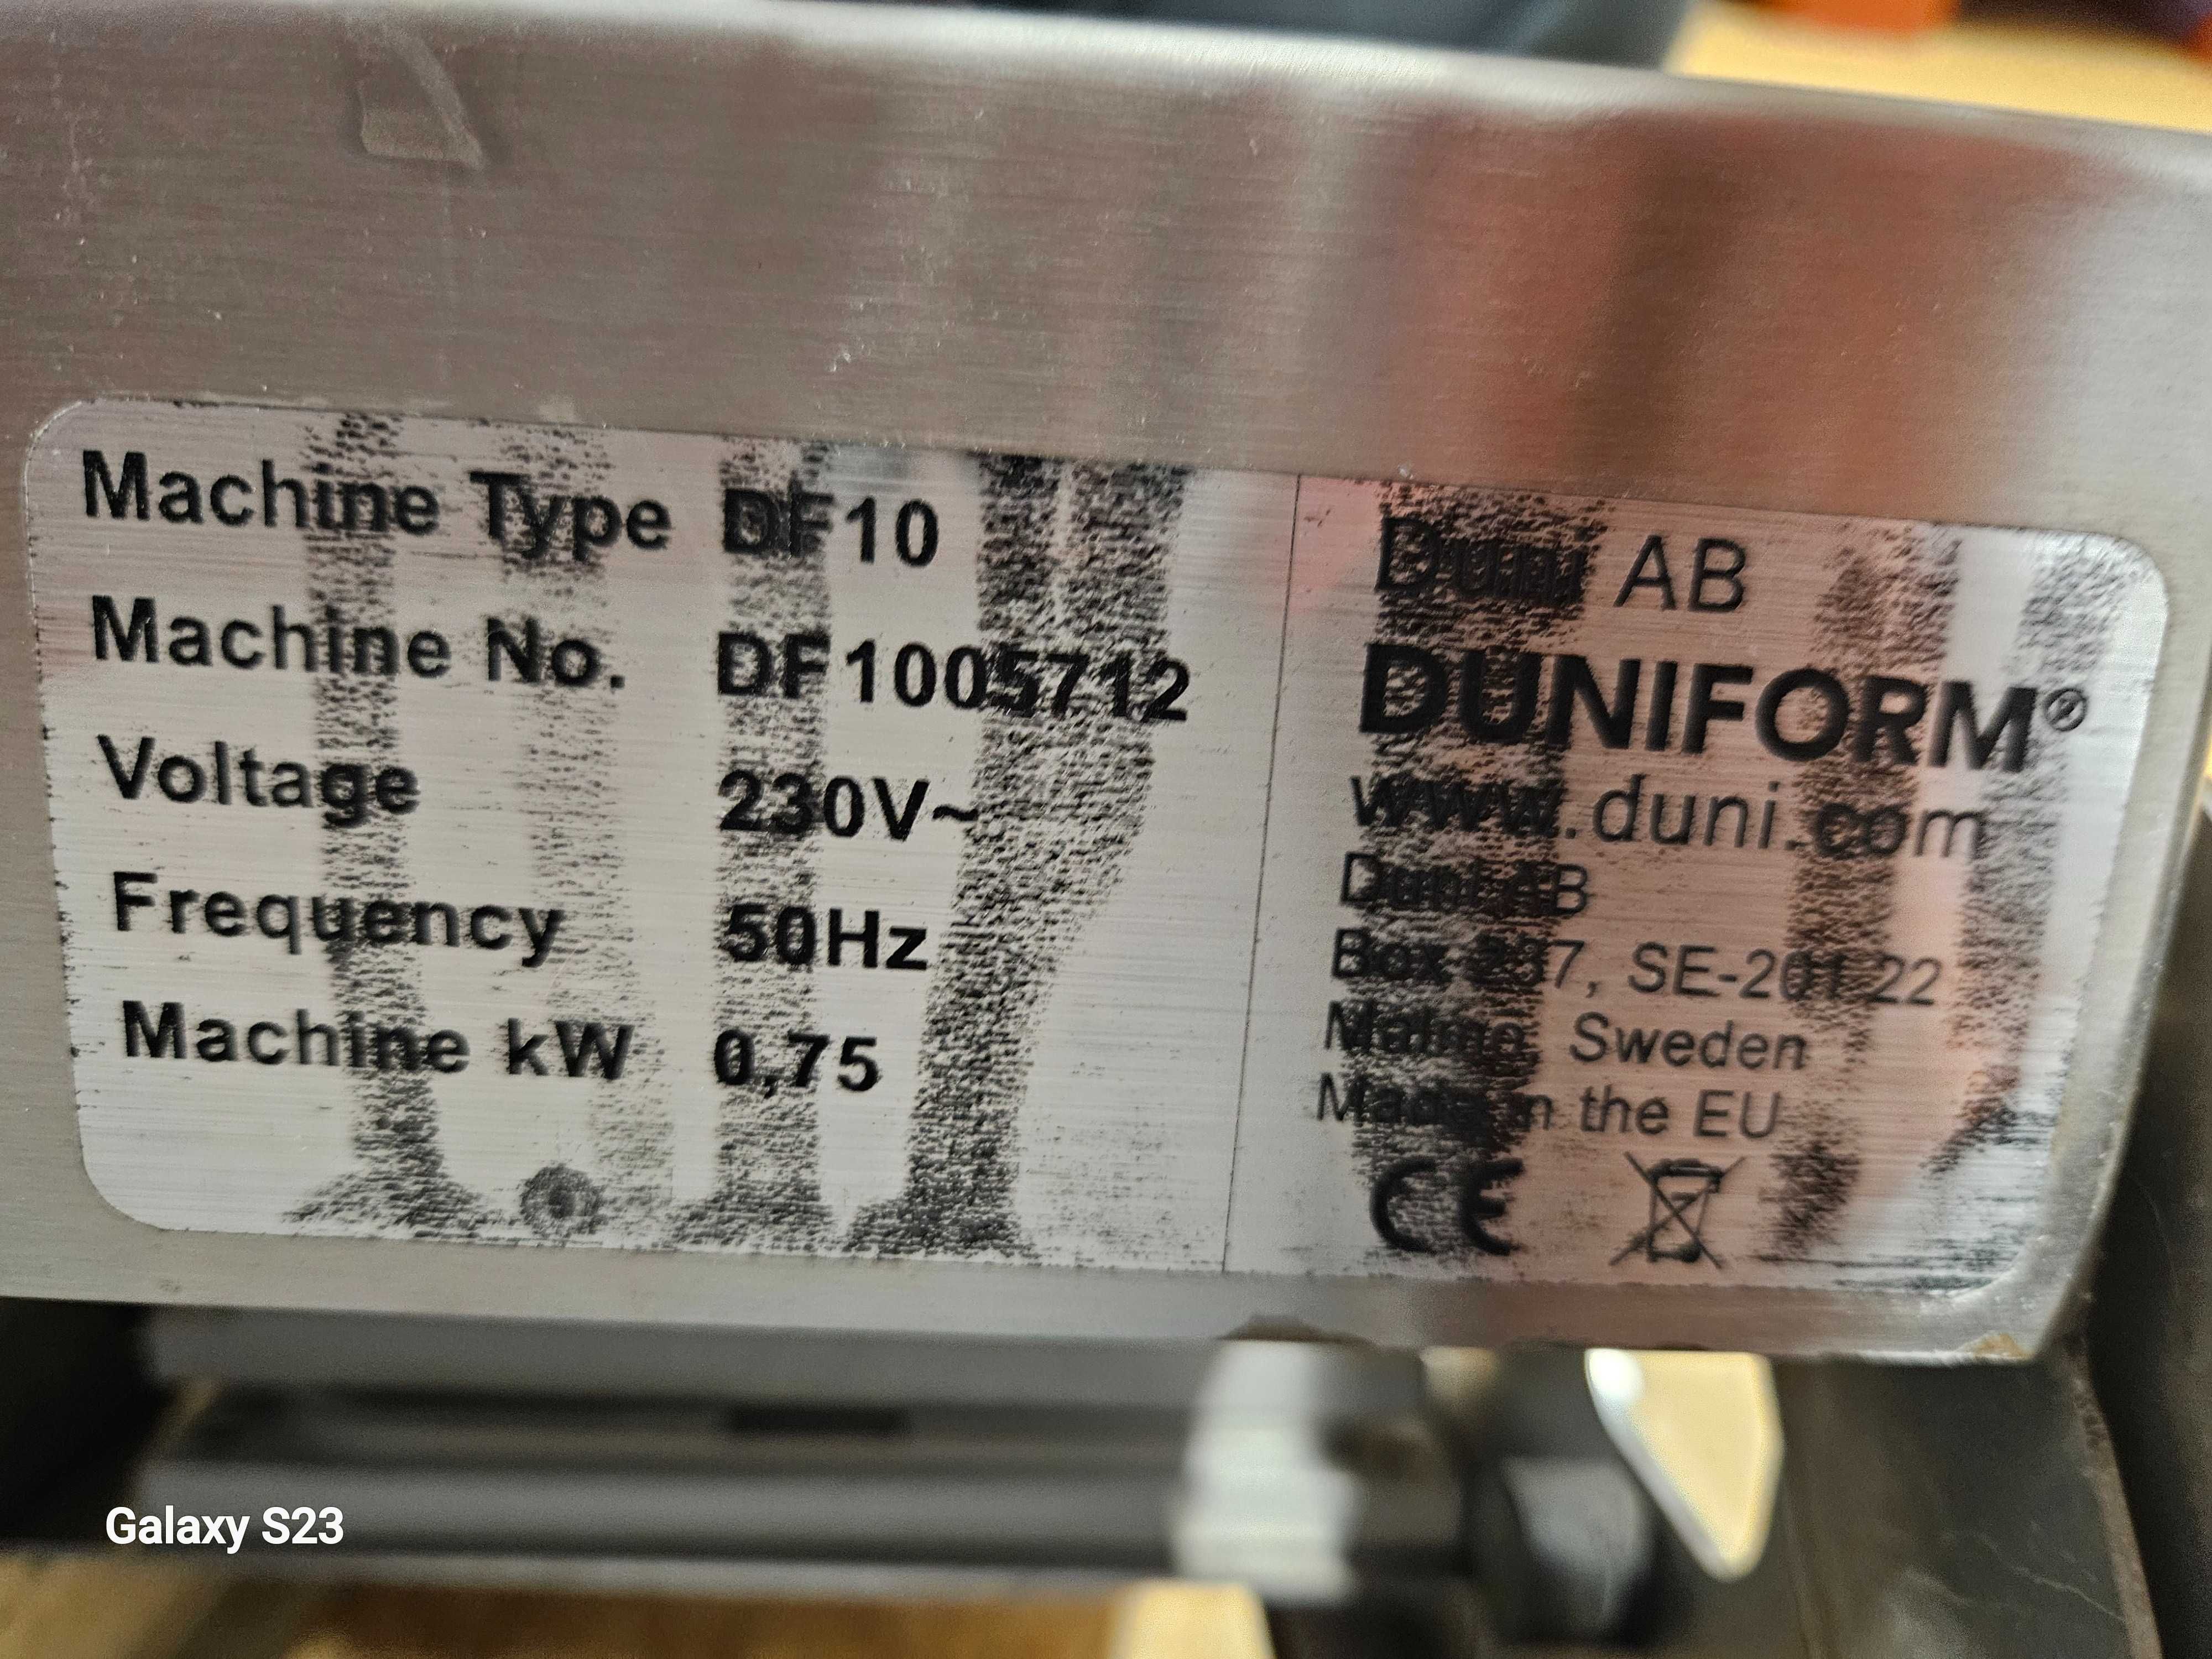 Machine Type DF10
Machine No. DF1005712
Voltage 230V~
Frequency 50Hz
Machine kW 0,75
Duni AB
DUNIFORM®
www.duni.com
Duni AB
Box 237, SE-201 22
Malmö, Sweden
Made in the EU
CE
Galaxy S23